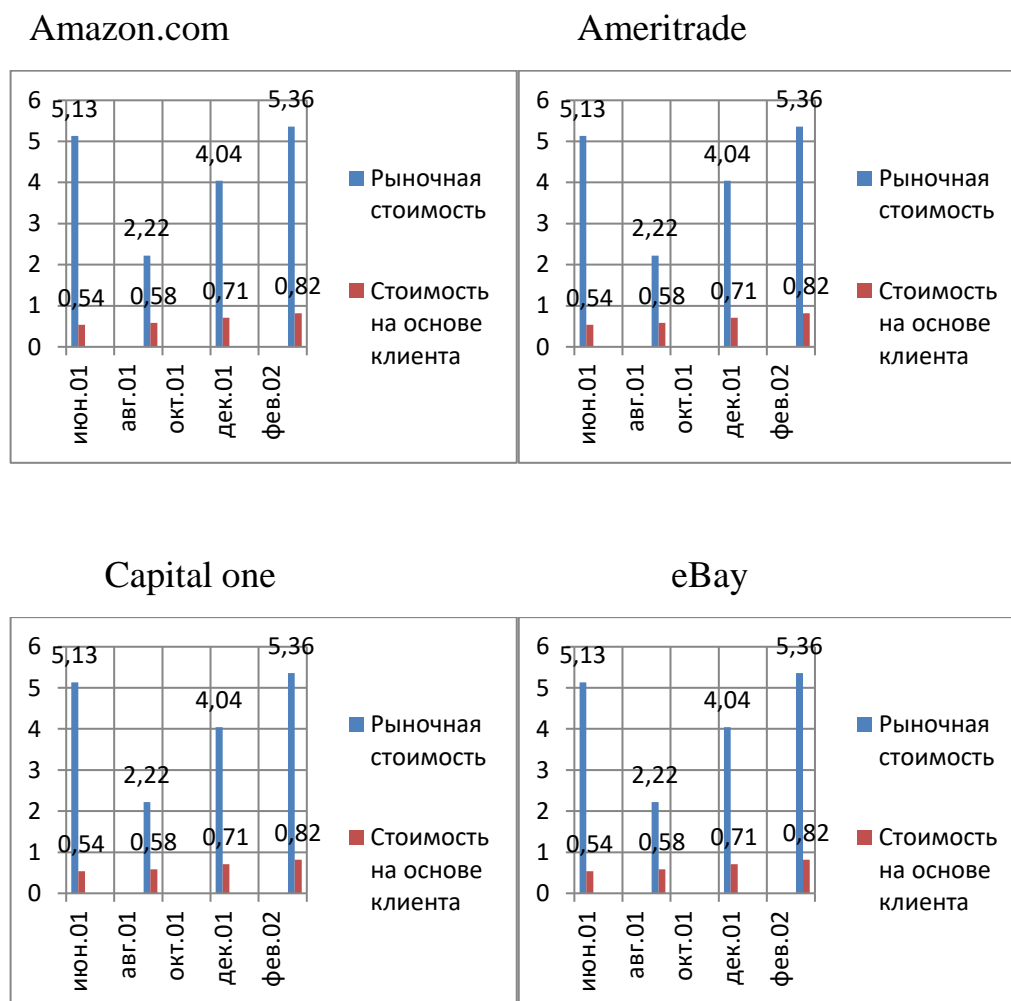 Amazon.com
Ameritrade
6
5
4
3
2
1
0
5,13
2,22
4,04
5,36
0,54
0,58
0,71
0,82
июн.01
авг.01
окт.01
дек.01
фев.02
Рыночная
стоимость
Стоимость
на основе
клиента
6
5
4
3
2
1
0
5,13
2,22
4,04
5,36
0,54
0,58
0,71
0,82
июн.01
авг.01
окт.01
дек.01
фев.02
Рыночная
стоимость
Стоимость
на основе
клиента
Capital one
eBay
6
5
4
3
2
1
0
5,13
2,22
4,04
5,36
0,54
0,58
0,71
0,82
июн.01
авг.01
окт.01
дек.01
фев.02
Рыночная
стоимость
Стоимость
на основе
клиента
6
5
4
3
2
1
0
5,13
2,22
4,04
5,36
0,54
0,58
0,71
0,82
июн.01
авг.01
окт.01
дек.01
фев.02
Рыночная
стоимость
Стоимость
на основе
клиента